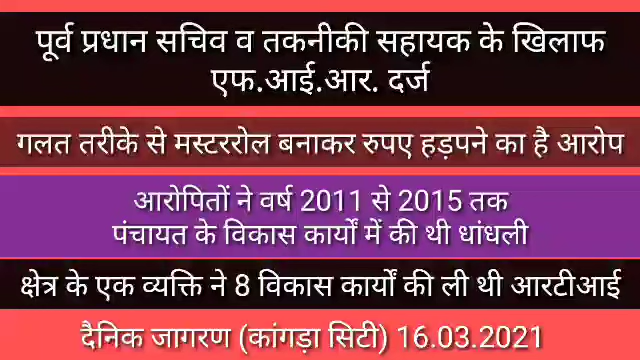 पूर्व प्रधान सचिव व तकनीकी सहायक के खिलाफ
एफ.आई.आर. दर्ज
गलत तरीके से मस्टररोल बनाकर रुपए हड़पने का है आरोप
आरोपितों ने वर्ष 2011 से 2015 तक
पंचायत के विकास कार्यों में की थी धांधली
क्षेत्र के एक व्यक्ति ने 8 विकास कार्यों की ली थी आरटीआई
दैनिक जागरण (कांगड़ा सिटी) 16.03.2021